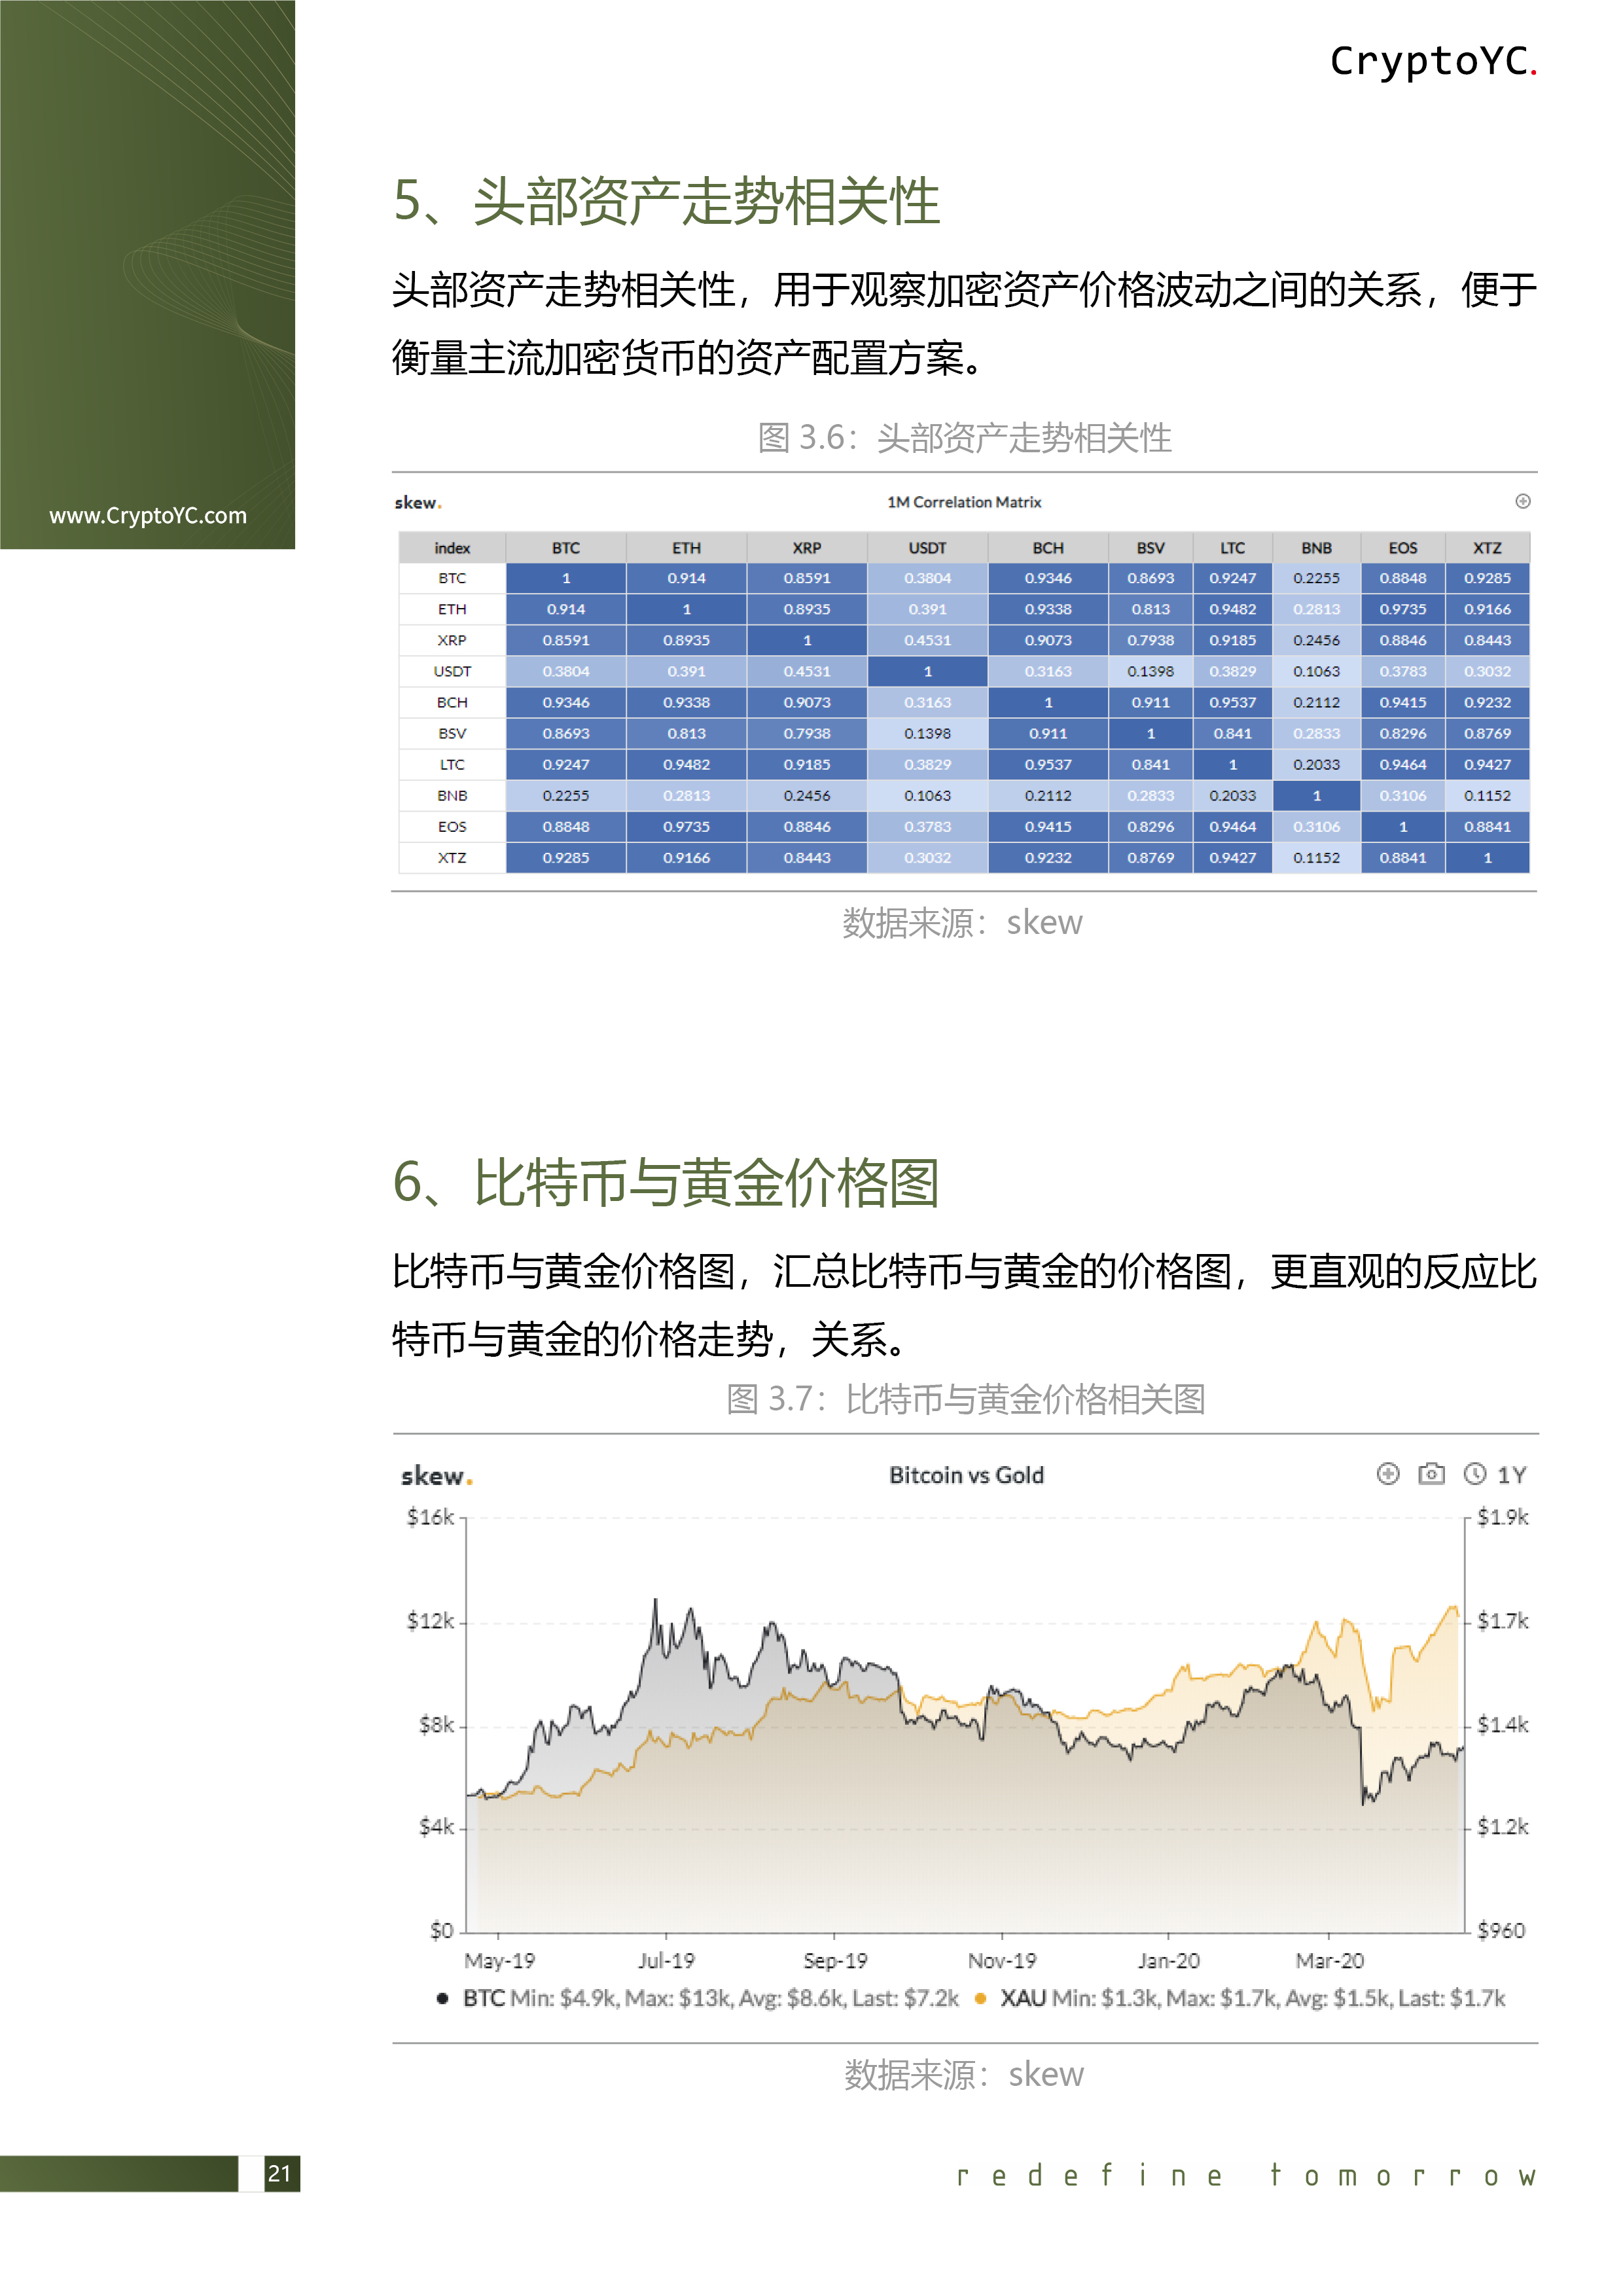 CryptoYC.
www.CryptoYC.com
5、头部资产走势相关性
头部资产走势相关性，用于观察加密资产价格波动之间的关系，便于
衡量主流加密货币的资产配置方案。
图 3.6：头部资产走势相关性
skew. 1M Correlation Matrix
index BTC ETH XRP USDT BCH BSV LTC BNB EOS XTZ
BTC 1 0.914 0.8591 0.3804 0.9346 0.8693 0.9247 0.2255 0.8848 0.9285
ETH 0.914 1 0.8935 0.391 0.9338 0.813 0.9482 0.2813 0.9735 0.9166
XRP 0.8591 0.8935 1 0.4531 0.9073 0.7938 0.9185 0.2456 0.8846 0.8443
USDT 0.3804 0.391 0.4531 1 0.3163 0.1398 0.3829 0.1063 0.3783 0.3032
BCH 0.9346 0.9338 0.9073 0.3163 1 0.911 0.9537 0.2112 0.9415 0.9232
BSV 0.8693 0.813 0.7938 0.1398 0.911 1 0.841 0.2833 0.8296 0.8769
LTC 0.9247 0.9482 0.9185 0.3829 0.9537 0.841 1 0.2033 0.9464 0.9427
BNB 0.2255 0.2813 0.2456 0.1063 0.2112 0.2833 0.2033 1 0.3106 0.1152
EOS 0.8848 0.9735 0.8846 0.3783 0.9415 0.8296 0.9464 0.3106 1 0.8841
XTZ 0.9285 0.9166 0.8443 0.3032 0.9232 0.8769 0.9427 0.1152 0.8841 1
数据来源：skew
6、比特币与黄金价格图
比特币与黄金价格图，汇总比特币与黄金的价格图，更直观的反应比
特币与黄金的价格走势，关系。
图 3.7：比特币与黄金价格相关图
skew. Bitcoin vs Gold 1Y
$16k $1.9k
$12k $1.7k
$8k $1.4k
$4k $1.2k
$0 $960
May-19 Jul-19 Sep-19 Nov-19 Jan-20 Mar-20
BTC Min: $4.9k, Max: $13k, Avg: $8.6k, Last: $7.2k XAU Min: $1.3k, Max: $1.7k, Avg: $1.5k, Last: $1.7k
数据来源：skew
21
redefine tomorrow